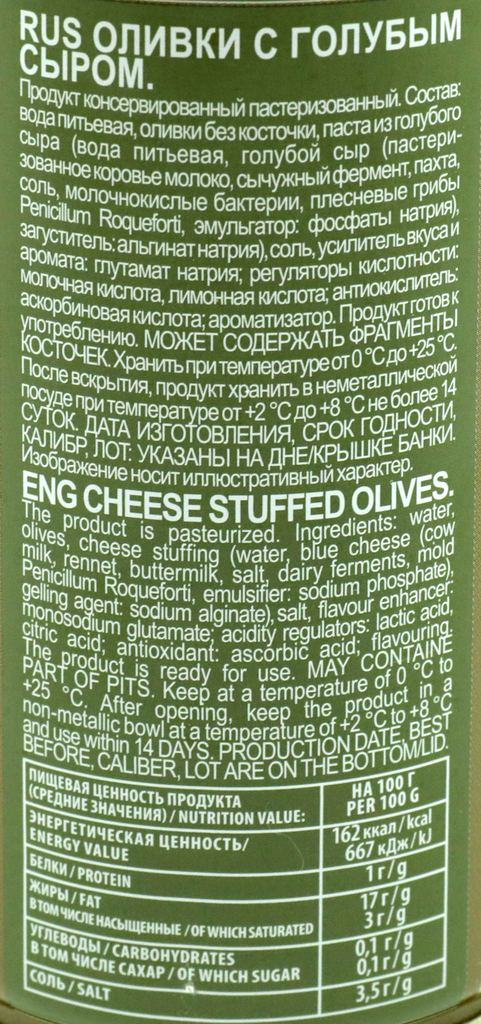 RUS ОЛИВКИ С ГОЛУБЫМ
СЫРОМ.
Продукт консервированный пастеризованный. Состав:
вода питьевая, оливки без косточки, паста из голубого
сыра (вода питьевая, голубой сыр (пастери-
зованное коровье молоко, сычужный фермент, пахта,
соль, молочнокислые бактерии, плесневые грибы
Penicillum Roqueforti, эмульгатор: фосфаты натрия),
загуститель: альгинат натрия), соль, усилитель вкуса и
аромата: глутамат натрия; регуляторы кислотности:
молочная кислота, лимонная кислота; антиокислитель:
аскорбиновая кислота; ароматизатор. Продукт готов к
употреблению. МОЖЕТ СОДЕРЖАТЬ ФРАГМЕНТЫ
КОСТОЧЕК. Хранить при температуре от 0 °C до +25 °C.
После вскрытия, продукт хранить в неметаллической
посуде при температуре от +2 °C до +8 °C не более 14
СУТОК. ДАТА ИЗГОТОВЛЕНИЯ, СРОК ГОДНОСТИ,
КАЛИБР, ЛОТ: УКАЗАНЫ НА ДНЕ/КРЫШКЕ БАНКИ.
Изображение носит иллюстративный характер.
ENG CHEESE STUFFED OLIVES.
The product is pasteurized. Ingredients: water,
olives, cheese stuffing (water, blue cheese (cow
milk, rennet, buttermilk, salt, dairy ferments, mold
Penicillum Roqueforti, emulsifier: sodium phosphate),
gelling agent: sodium alginate), salt, flavour enhancer:
monosodium glutamate; acidity regulators: lactic acid,
citric acid; antioxidant: ascorbic acid; flavouring.
The product is ready for use. MAY CONTAINE
PART OF PITS. Keep at a temperature of 0 °C to
+25 °C. After opening, keep the product in a
non-metallic bowl at a temperature of +2 °C to +8 °C
and use within 14 DAYS. PRODUCTION DATE, BEST
BEFORE, CALIBER, LOT ARE ON THE BOTTOM/LID.
ПИЩЕВАЯ ЦЕННОСТЬ ПРОДУКТА НА 100 Г
(СРЕДНИЕ ЗНАЧЕНИЯ) / NUTRITION VALUE: PER 100 G
ЭНЕРГЕТИЧЕСКАЯ ЦЕННОСТЬ/ 162 ккал / kcal
ENERGY VALUE 667 кДж / kJ
БЕЛКИ / PROTEIN 1 г/g
ЖИРЫ / FAT 17 г/g
В ТОМ ЧИСЛЕ НАСЫЩЕННЫЕ / OF WHICH SATURATED 3 г/g
УГЛЕВОДЫ / CARBOHYDRATES 0,1 г/g
В ТОМ ЧИСЛЕ САХАР / OF WHICH SUGAR 0,1 г/g
СОЛЬ / SALT 3,5 г/g